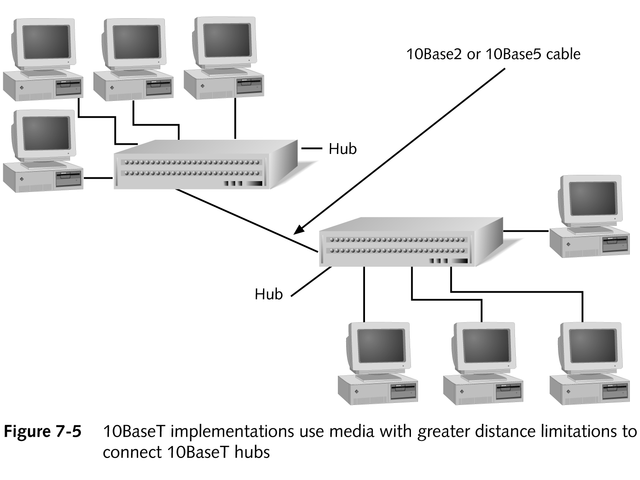 10Base2 or 10Base5 cable
Hub
Hub
Figure 7-5 10BaseT implementations use media with greater distance limitations to
connect 10BaseT hubs